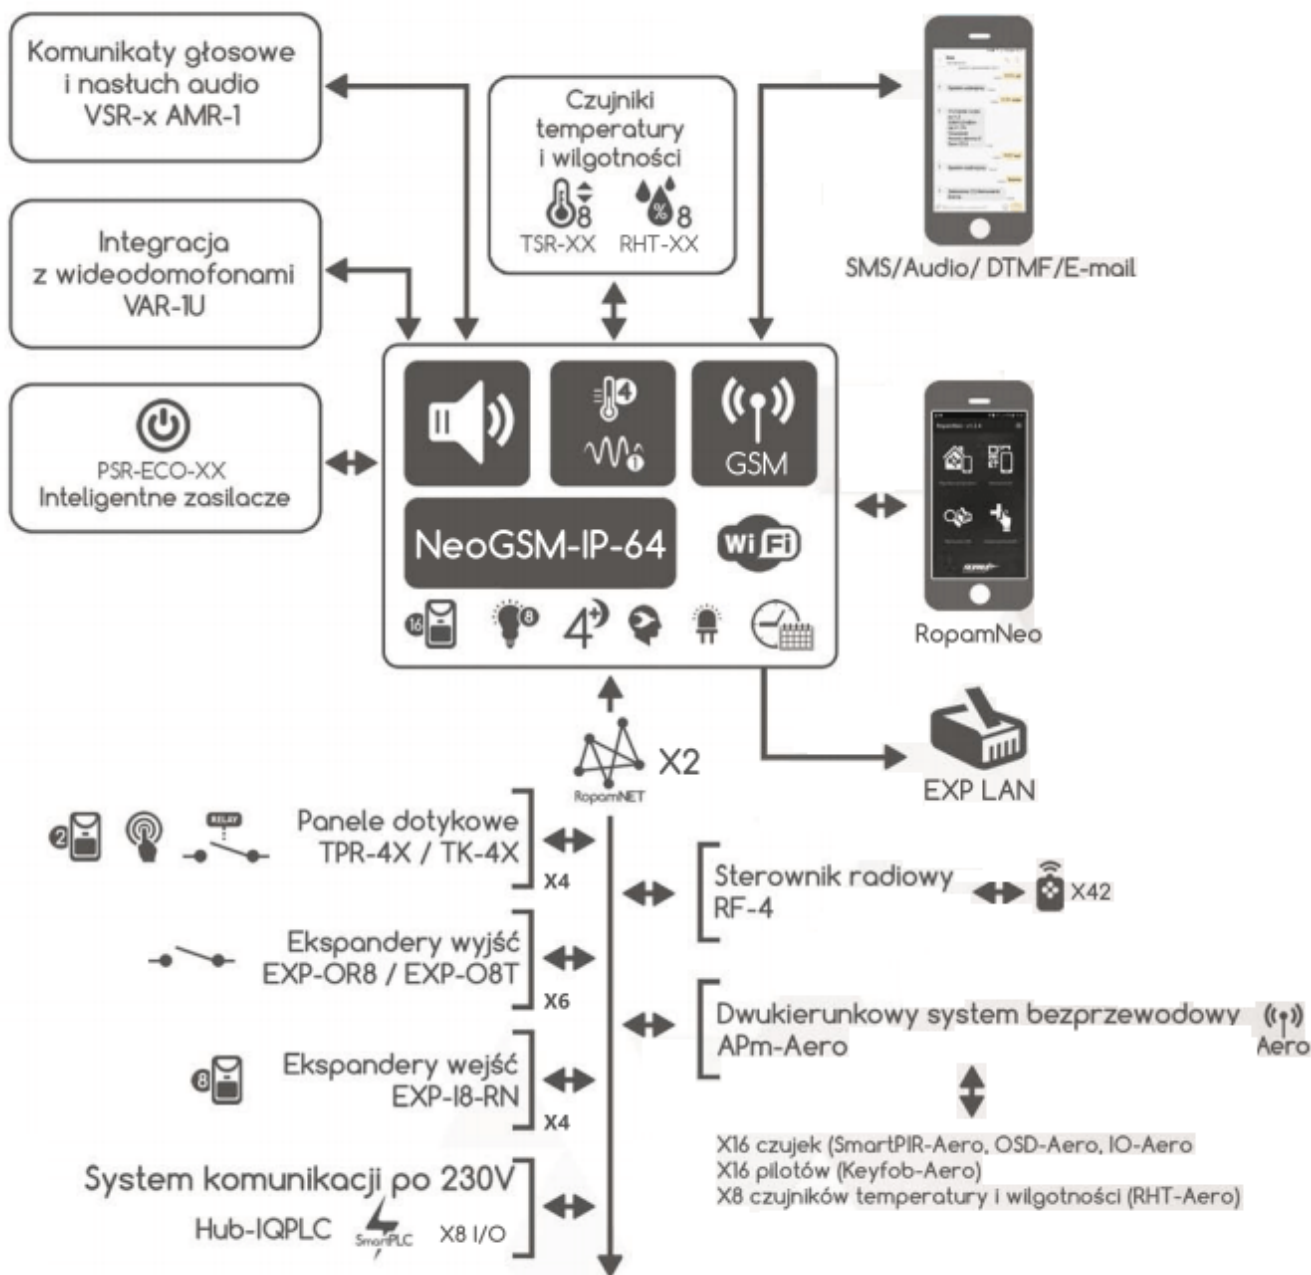 Komunikaty głosowe
i nasłuch audio
VSR-x AMR-1
Integracja
z wideodomofonami
VAR-1U
PSR-ECO-XX
Inteligentne zasilacze
Czujniki
temperatury
i wilgotności
8
% 8
TSR-XX RHT-XX
SMS/Audio/ DTMF/E-mail
4
1
GSM
NeoGSM-IP-64
Wi Fi
16
8
4
RopamNeo
EXP LAN
X2
RopamNET
2
RELAY
Panele dotykowe
TPR-4X / TK-4X
X4
Ekspandery wyjść
EXP-OR8 / EXP-O8T
X6
8
Ekspandery wejść
EXP-I8-RN
X4
System komunikacji po 230V
Hub-IQPLC
SmartPLC
X8 I/O
Sterownik radiowy
RF-4
X42
Dwukierunkowy system bezprzewodowy
APm-Aero
Aero
X16 czujek (SmartPIR-Aero, OSD-Aero, IO-Aero
X16 pilotów (Keyfob-Aero)
X8 czujników temperatury i wilgotności (RHT-Aero)